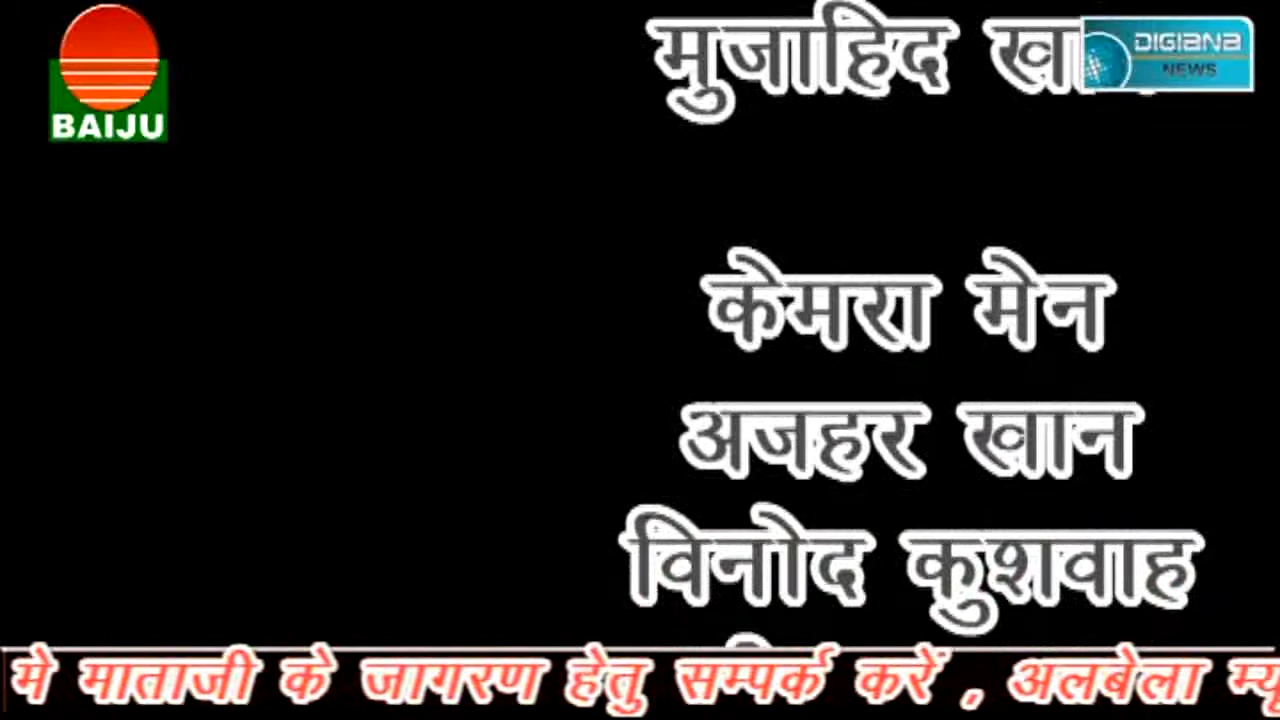 BAIJU
DIGIANA
NEWS
मुजाहिद
केमरा मेन
अजहर खान
विनोद कुशवाह
मे माताजी के जागरण हेतु सम्पर्क करें , अलबेला